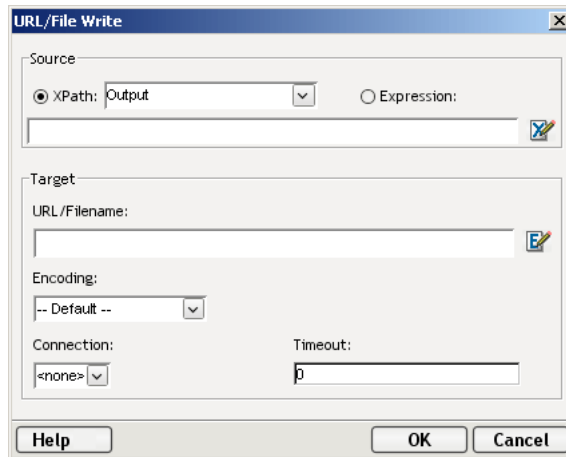 URL/File Write
Source
XPath: Output Expression:
Target
URL/Filename:
Encoding:
-- Default --
Connection: Timeout:
<none> 0
Help OK Cancel